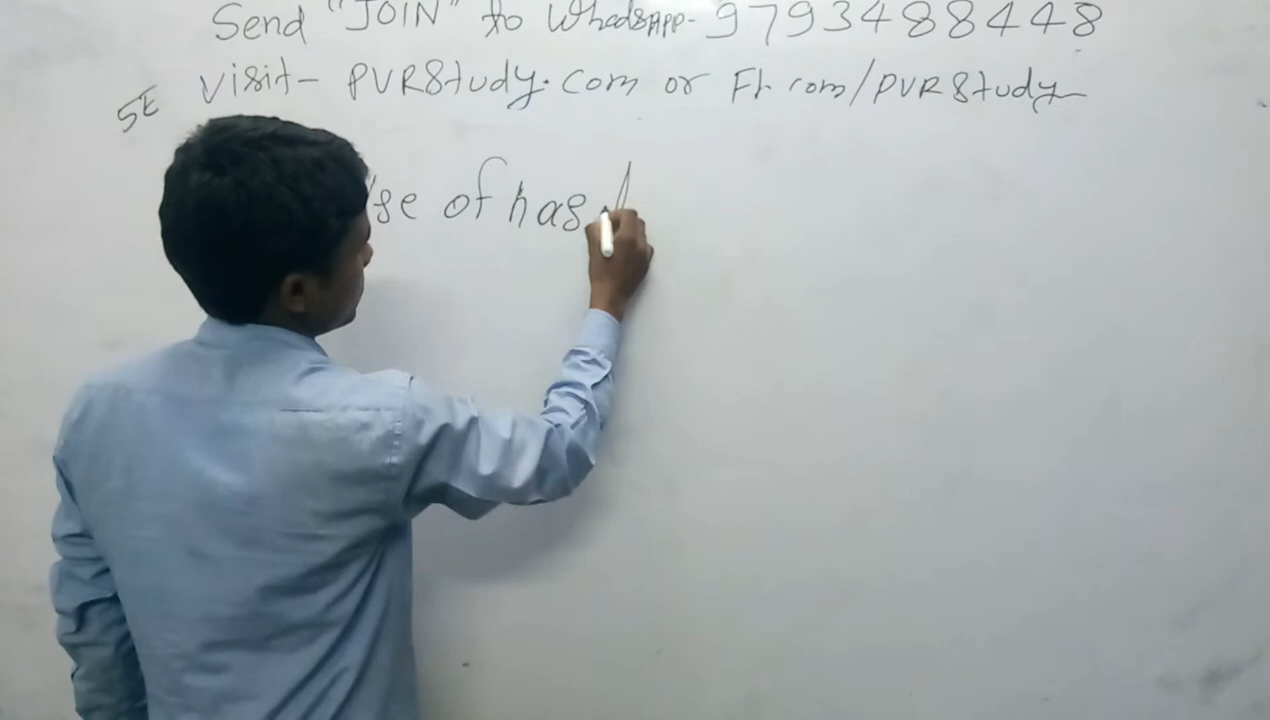 Send "JOIN" to WhatsApp- 9793488448
Visit- PVRStudy.com or Fb.com/PVRStudy
SE
se of has